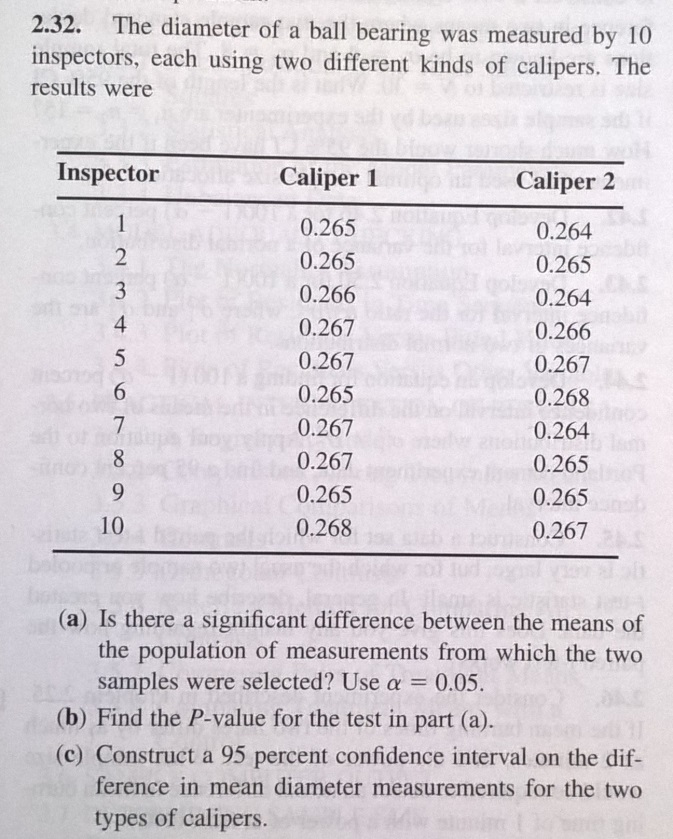 2.32. The diameter of a ball bearing was measured by 10
inspectors, each using two different kinds of calipers. The
results were
Inspector Caliper 1 Caliper 2
1 0.265 0.264
2 0.265 0.265
3 0.266 0.264
4 0.267 0.266
5 0.267 0.267
6 0.265 0.268
7 0.267 0.264
8 0.267 0.265
9 0.265 0.265
10 0.268 0.267
(a) Is there a significant difference between the means of
the population of measurements from which the two
samples were selected? Use α = 0.05.
(b) Find the P-value for the test in part (a).
(c) Construct a 95 percent confidence interval on the dif-
ference in mean diameter measurements for the two
types of calipers.